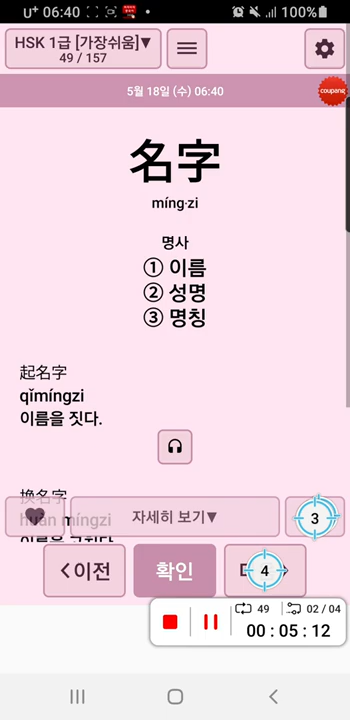 U⁺ 06:40 100%
HSK 1급 [가장쉬움]▼
49 / 157
5월 18일 (수) 06:40
coupang
名字
míng·zi
명사
① 이름
② 성명
③ 명칭
起名字
qǐmíngzi
이름을 짓다.
换名字
huàn míngzi
자세히 보기▼
3
<이전
확인
4
49 02 / 04
00 : 05 : 12